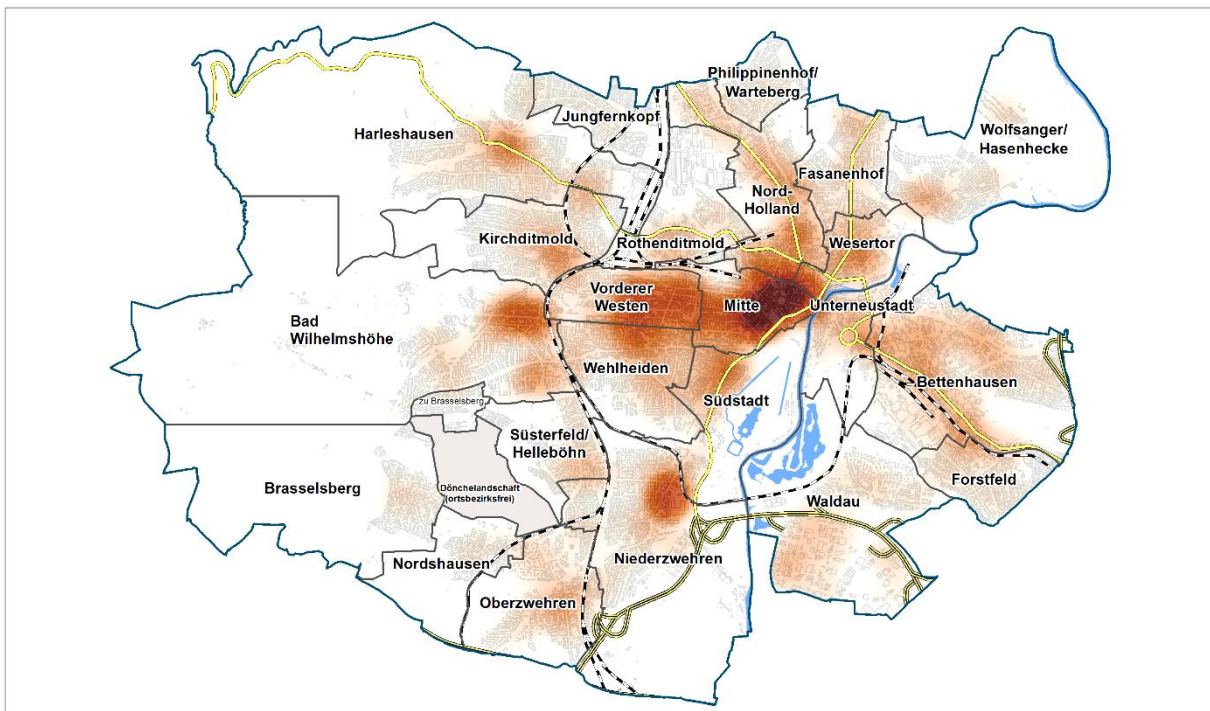 Philippinenhof/
Warteberg
Jungfernkopf
Harleshausen
Wolfsanger/
Hasenhecke
Fasanenhof
Nord-
Holland
Kirchditmold
Rothenditmold
Wesertor
Vorderer
Westen
Mitte
Unterneustadt
Bad
Wilhelmshöhe
Wehlheiden
Bettenhausen
Südstadt
zu Brasselsberg
Süsterfeld/
Helleböhn
Brasselsberg
Dönchelandschaft
(ortsbezirksfrei)
Forstfeld
Waldau
Nordshausen
Niederzwehren
Oberzwehren